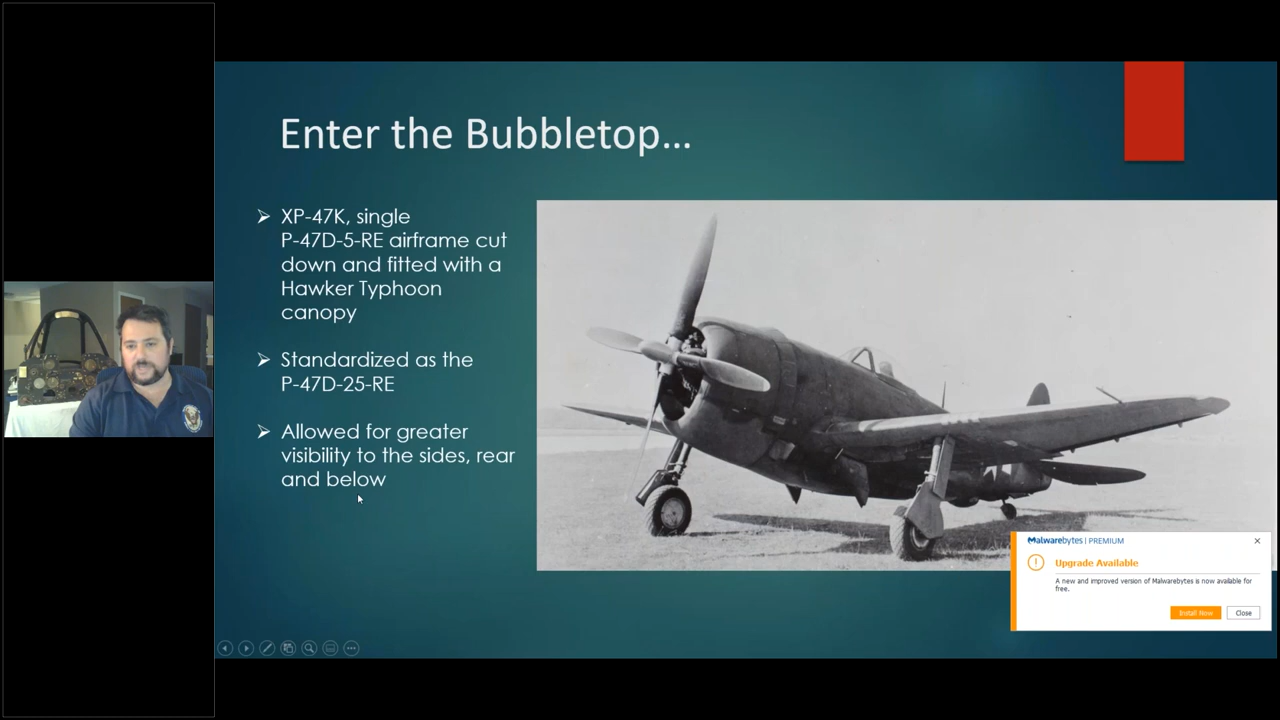 Enter the Bubbletop...
XP-47K, single
P-47D-5-RE airframe cut
down and fitted with a
Hawker Typhoon
canopy
Standardized as the
P-47D-25-RE
Allowed for greater
visibility to the sides, rear
and below
Malwarebytes | PREMIUM
Upgrade Available
A new and improved version of Malwarebytes is now available for
free.
Install Now
Close